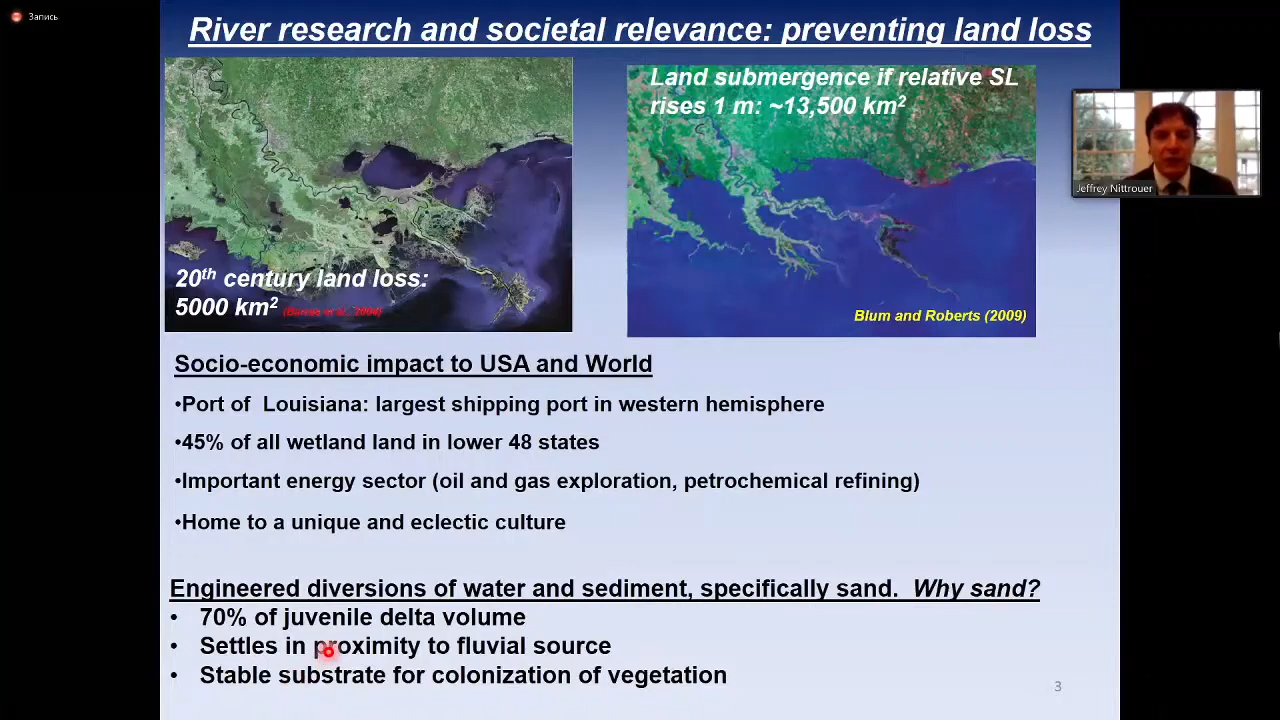 Запись
River research and societal relevance: preventing land loss
Land submergence if relative SL
rises 1 m: ~13,500 km2
Jeffrey Nittrouer
20th century land loss:
5000 km2 (Barras et al., 2004)
Blum and Roberts (2009)
Socio-economic impact to USA and World
•Port of Louisiana: largest shipping port in western hemisphere
•45% of all wetland land in lower 48 states
•Important energy sector (oil and gas exploration, petrochemical refining)
•Home to a unique and eclectic culture
Engineered diversions of water and sediment, specifically sand. Why sand?
• 70% of juvenile delta volume
• Settles in proximity to fluvial source
• Stable substrate for colonization of vegetation
3